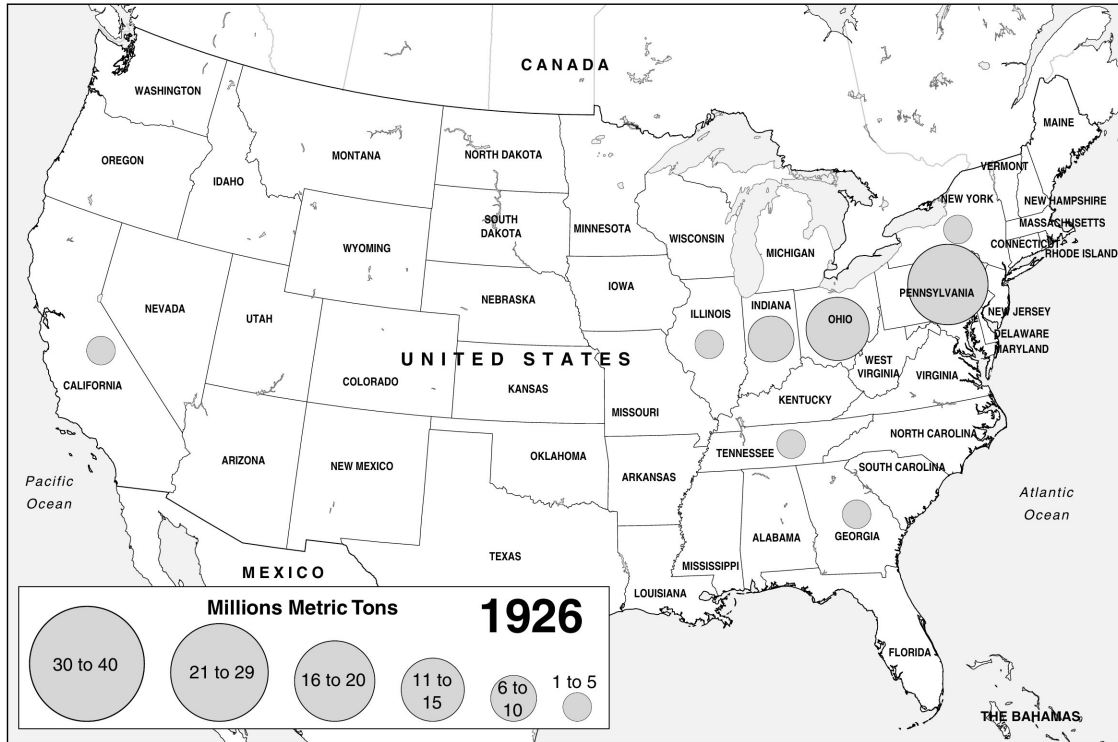 CANADA
WASHINGTON
MAINE
MONTANA
NORTH DAKOTA
OREGON
VERMONT
IDAHO
NEW YORK
NEW HAMPSHIRE
SOUTH
DAKOTA
MINNESOTA
MASSACHUSETTS
WISCONSIN
CONNECTICUT
WYOMING
MICHIGAN
RHODE ISLAND
IOWA
PENNSYLVANIA
NEBRASKA
NEVADA
INDIANA
NEW JERSEY
ILLINOIS
UTAH
OHIO
DELAWARE
MARYLAND
UNITED STATES
WEST
VIRGINIA
VIRGINIA
CALIFORNIA
COLORADO
KANSAS
KENTUCKY
MISSOURI
NORTH CAROLINA
TENNESSEE
OKLAHOMA
ARIZONA
NEW MEXICO
SOUTH CAROLINA
ARKANSAS
Pacific
Ocean
Atlantic
Ocean
ALABAMA
GEORGIA
TEXAS
MISSISSIPPI
MEXICO
LOUISIANA
FLORIDA
THE BAHAMAS
Millions Metric Tons
1926
30 to 40
21 to 29
16 to 20
11 to
15
6 to
10
1 to 5